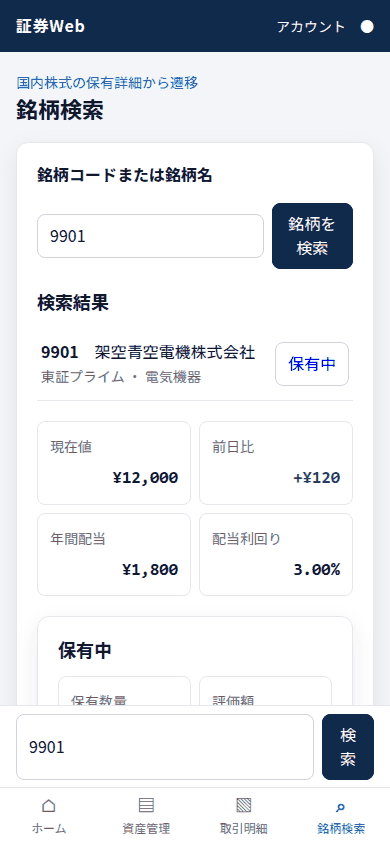 証券Web
アカウント
国内株式の保有詳細から遷移
銘柄検索
銘柄コードまたは銘柄名
9901
銘柄を
検索
検索結果
9901 架空青空電機株式会社
東証プライム ・ 電気機器
保有中
現在値
¥12,000
前日比
+¥120
年間配当
¥1,800
配当利回り
3.00%
保有中
保有数量
評価額
9901
検
索
ホーム
資産管理
取引明細
銘柄検索